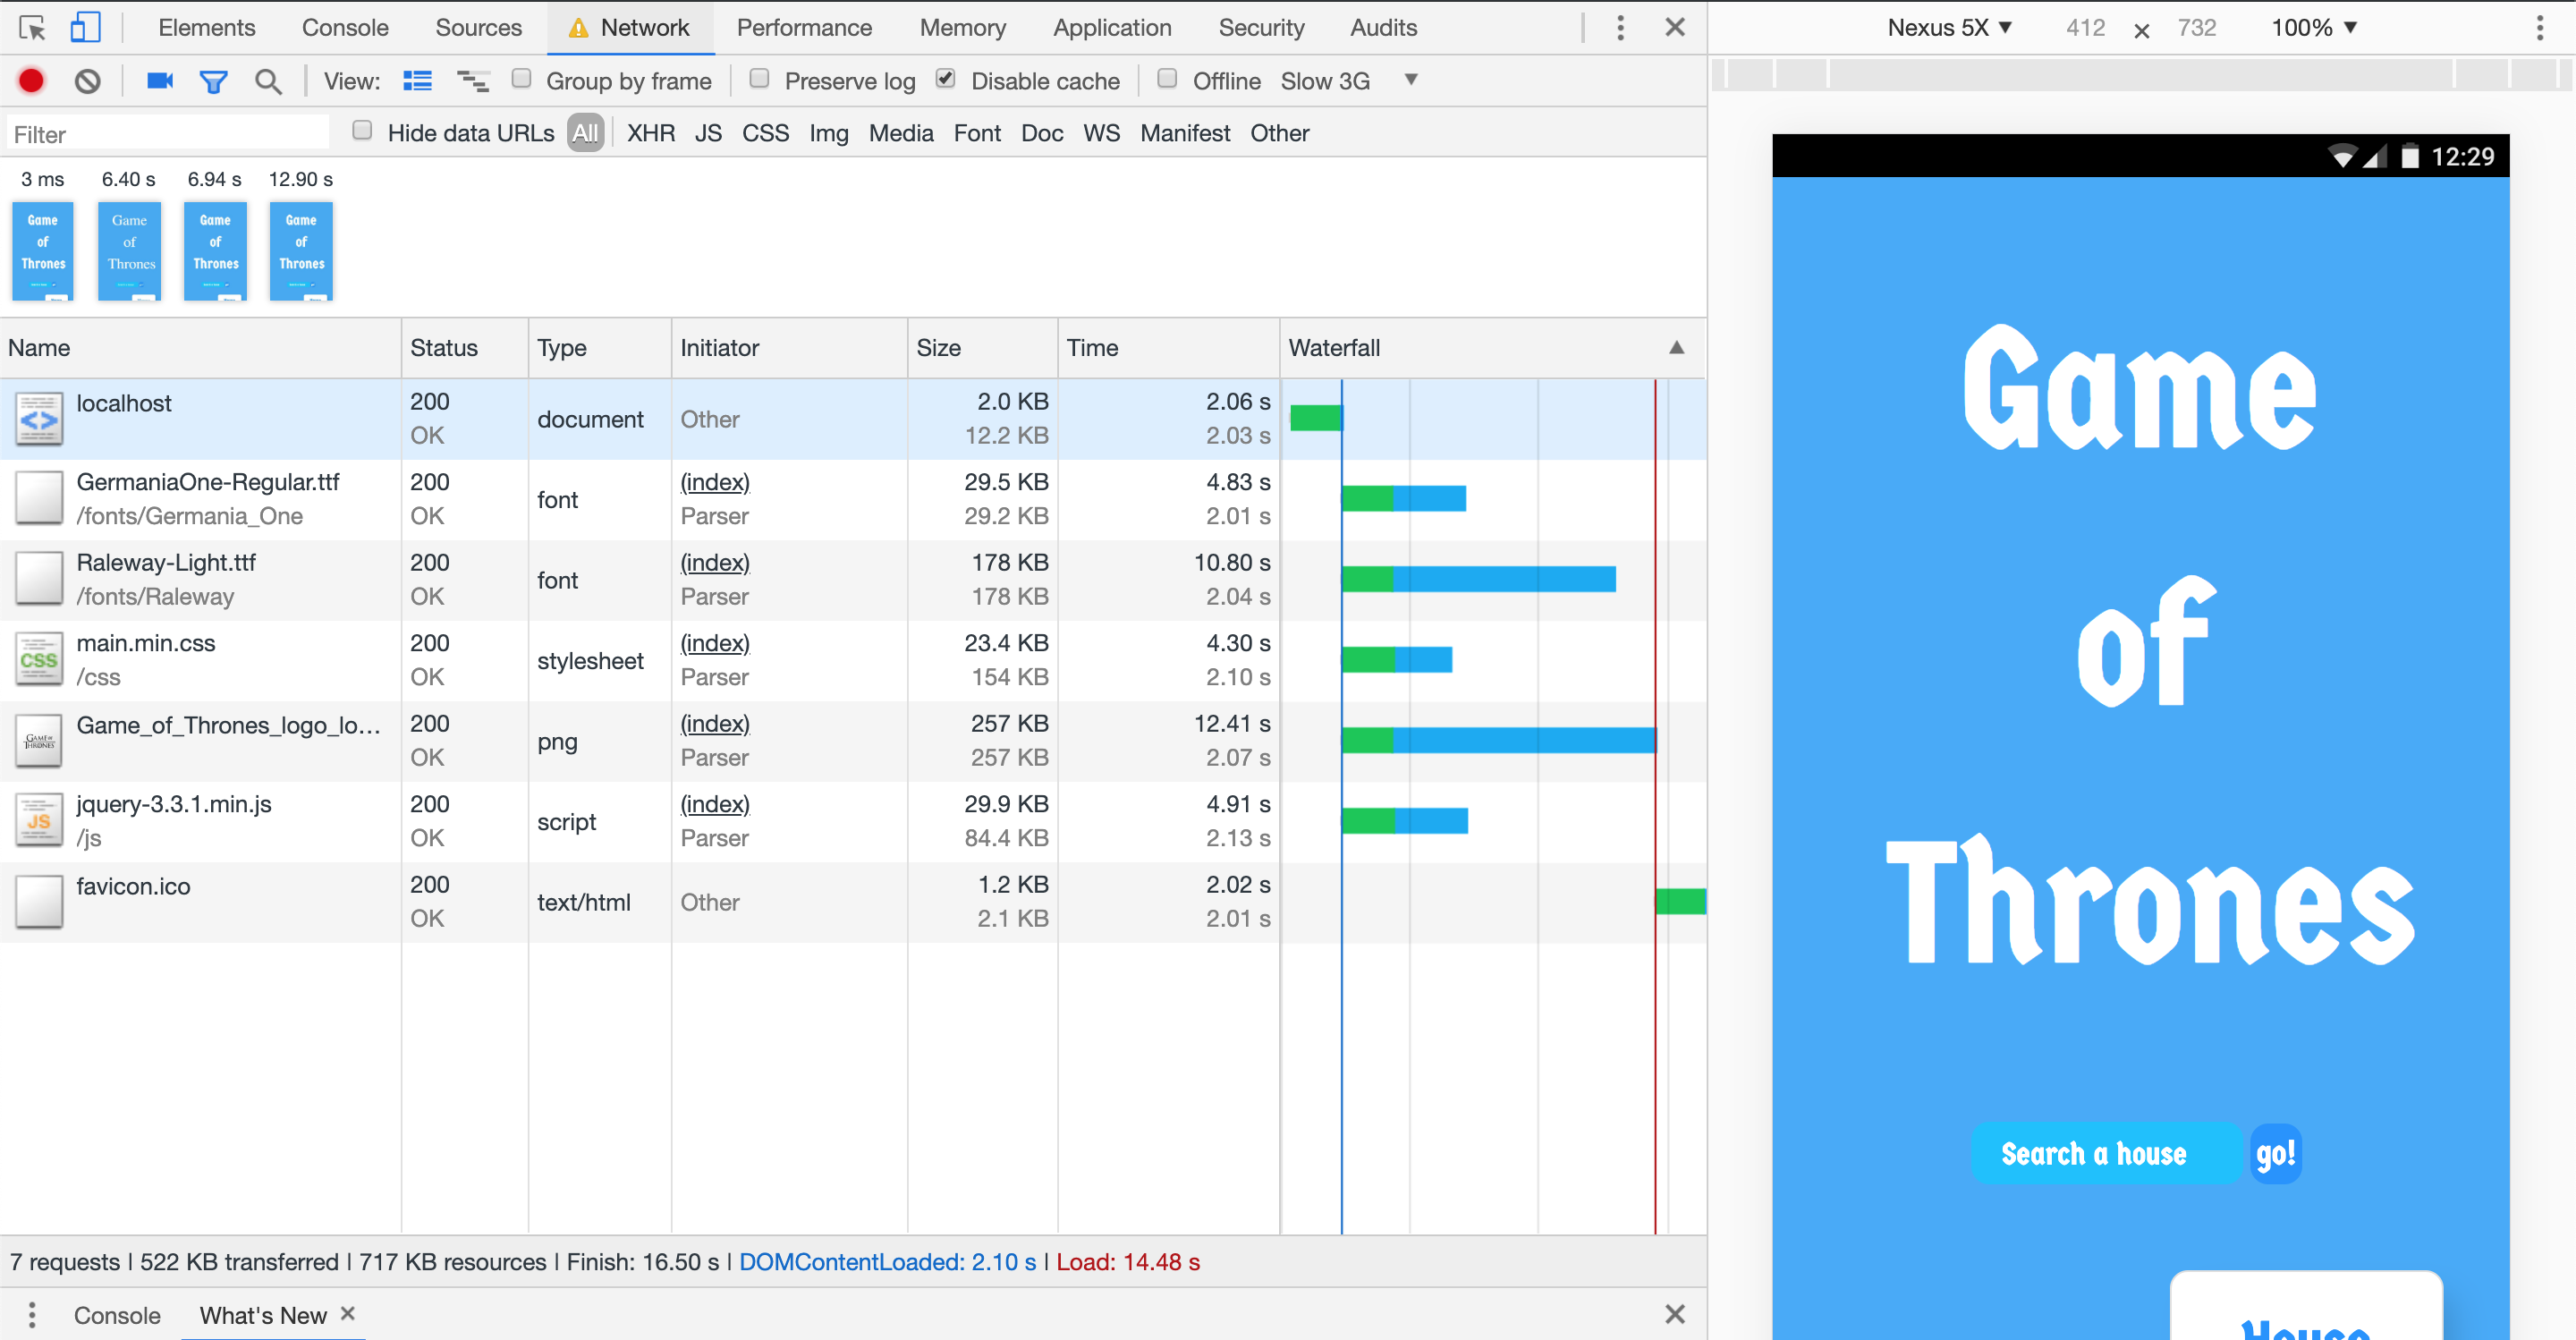 Elements Console Sources Network Performance Memory Application Security Audits
View: Group by frame Preserve log Disable cache Offline Slow 3G
Filter Hide data URLs All XHR JS CSS Img Media Font Doc WS Manifest Other
3 ms 6.40 s 6.94 s 12.90 s
Game Game Game Game
of of of of
Thrones Thrones Thrones Thrones
Name Status Type Initiator Size Time Waterfall
localhost 200 OK document Other 2.0 KB 12.2 KB 2.06 s 2.03 s
GermaniaOne-Regular.ttf 200 (index) 29.5 KB 4.83 s
/fonts/Germania_One OK font Parser 29.2 KB 2.01 s
Raleway-Light.ttf 200 (index) 178 KB 10.80 s
/fonts/Raleway OK font Parser 178 KB 2.04 s
main.min.css 200 (index) 23.4 KB 4.30 s
/css OK stylesheet Parser 154 KB 2.10 s
CSS
Game_of_Thrones_logo_lo... 200 (index) 257 KB 12.41 s
OK png Parser 257 KB 2.07 s
GAME OF
THRONES
jquery-3.3.1.min.js 200 (index) 29.9 KB 4.91 s
/js OK script Parser 84.4 KB 2.13 s
JS
favicon.ico 200 1.2 KB 2.02 s
OK text/html Other 2.1 KB 2.01 s
7 requests | 522 KB transferred | 717 KB resources | Finish: 16.50 s | DOMContentLoaded: 2.10 s | Load: 14.48 s
Console What's New
Nexus 5X 412 × 732 100%
12:29
Game
of
Thrones
Search a house go!
House